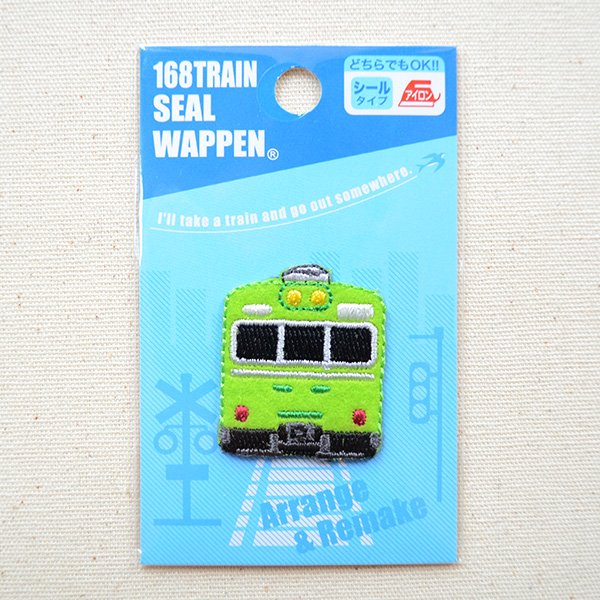 168TRAIN
SEAL
WAPPEN®
どちらでもOK!!
シール
タイプ
アイロン
I'll take a train and go out somewhere.
Arrange
& Remake